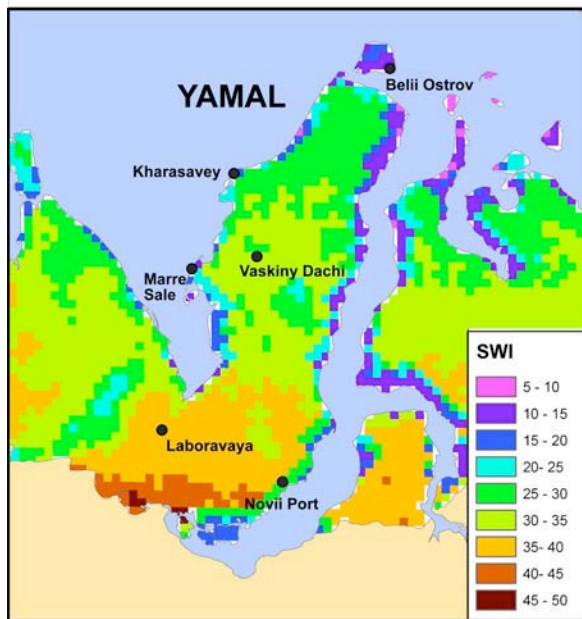 YAMAL
Belii Ostrov
Kharasavey
Vaskiny Dachi
Marre
Sale
Laboravaya
Novii Port
SWI
5 - 10
10 - 15
15 - 20
20- 25
25 - 30
30 - 35
35- 40
40- 45
45 - 50